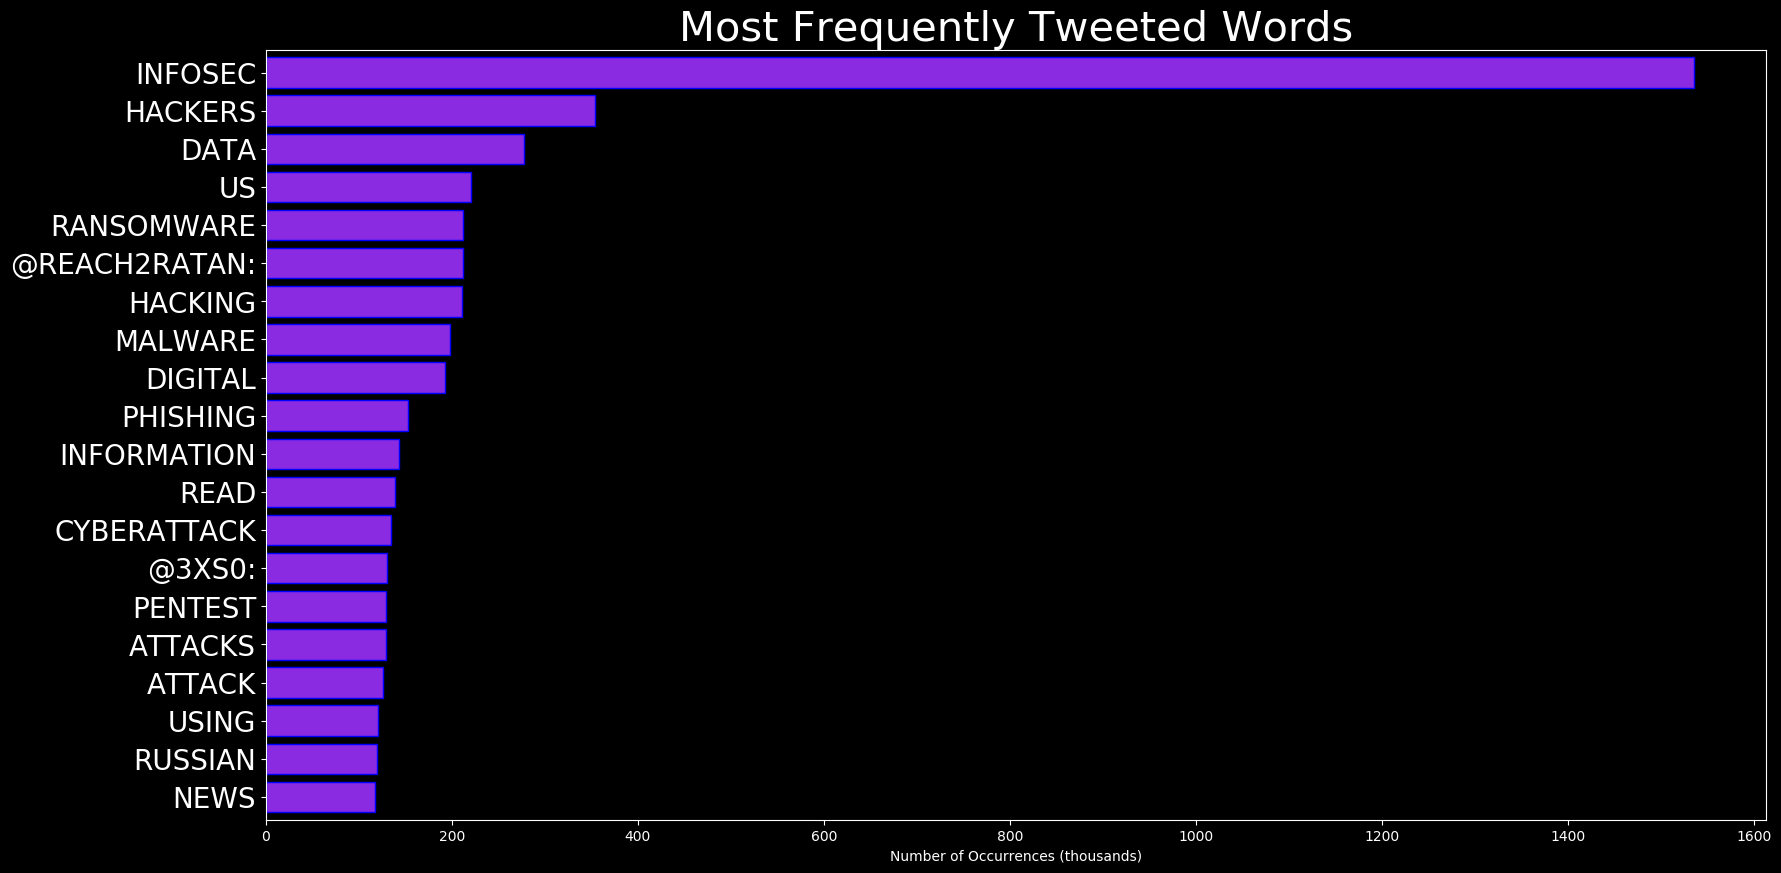 Most Frequently Tweeted Words
INFOSEC
HACKERS
DATA
US
RANSOMWARE
@REACH2RATAN:
HACKING
MALWARE
DIGITAL
PHISHING
INFORMATION
READ
CYBERATTACK
@3XS0:
PENTEST
ATTACKS
ATTACK
USING
RUSSIAN
NEWS
0 200 400 600 800 1000 1200 1400 1600
Number of Occurrences (thousands)